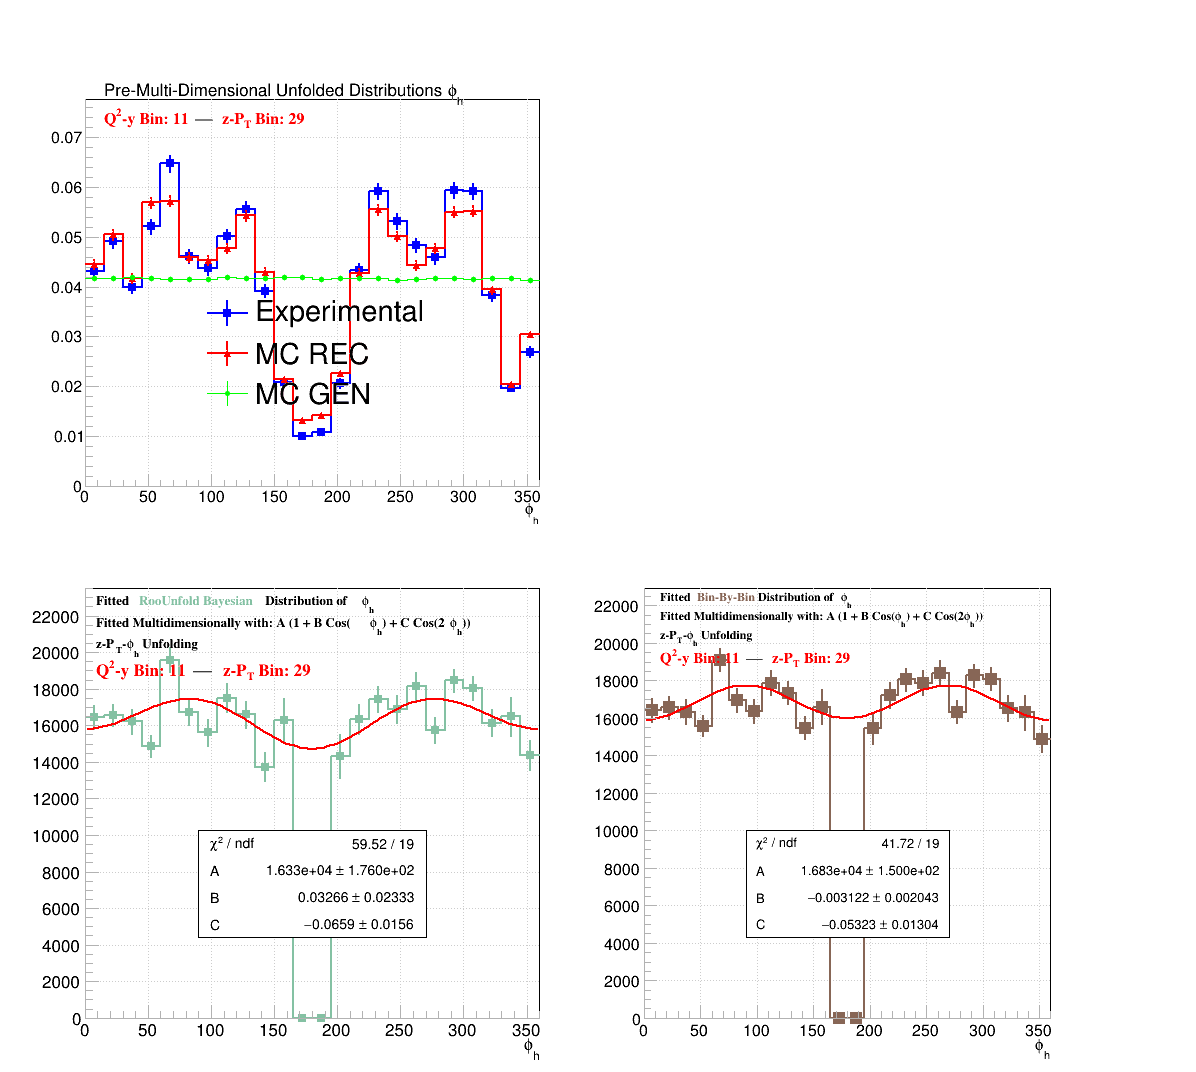 Pre-Multi-Dimensional Unfolded Distributions ϕh
Q2-y Bin: 11 — z-PT Bin: 29
0.07
0.06
0.05
0.04
0.03
0.02
0.01
0
Experimental
MC REC
MC GEN
0 50 100 150 200 250 300 350
ϕh
Fitted RooUnfold Bayesian Distribution of ϕh
Fitted Multidimensionally with: A (1 + B Cos( ϕh) + C Cos(2 ϕh))
z-PT-ϕh Unfolding
Q2-y Bin: 11 — z-PT Bin: 29
22000
20000
18000
16000
14000
12000
10000
8000
6000
4000
2000
0
χ2 / ndf 59.52 / 19
A 1.633e+04 ± 1.760e+02
B 0.03266 ± 0.02333
C −0.0659 ± 0.0156
0 50 100 150 200 250 300 350
ϕh
Fitted Bin-By-Bin Distribution of ϕh
Fitted Multidimensionally with: A (1 + B Cos(ϕh) + C Cos(2ϕh))
z-PT-ϕh Unfolding
Q2-y Bin: 11 — z-PT Bin: 29
22000
20000
18000
16000
14000
12000
10000
8000
6000
4000
2000
0
χ2 / ndf 41.72 / 19
A 1.683e+04 ± 1.500e+02
B −0.003122 ± 0.002043
C −0.05323 ± 0.01304
0 50 100 150 200 250 300 350
ϕh